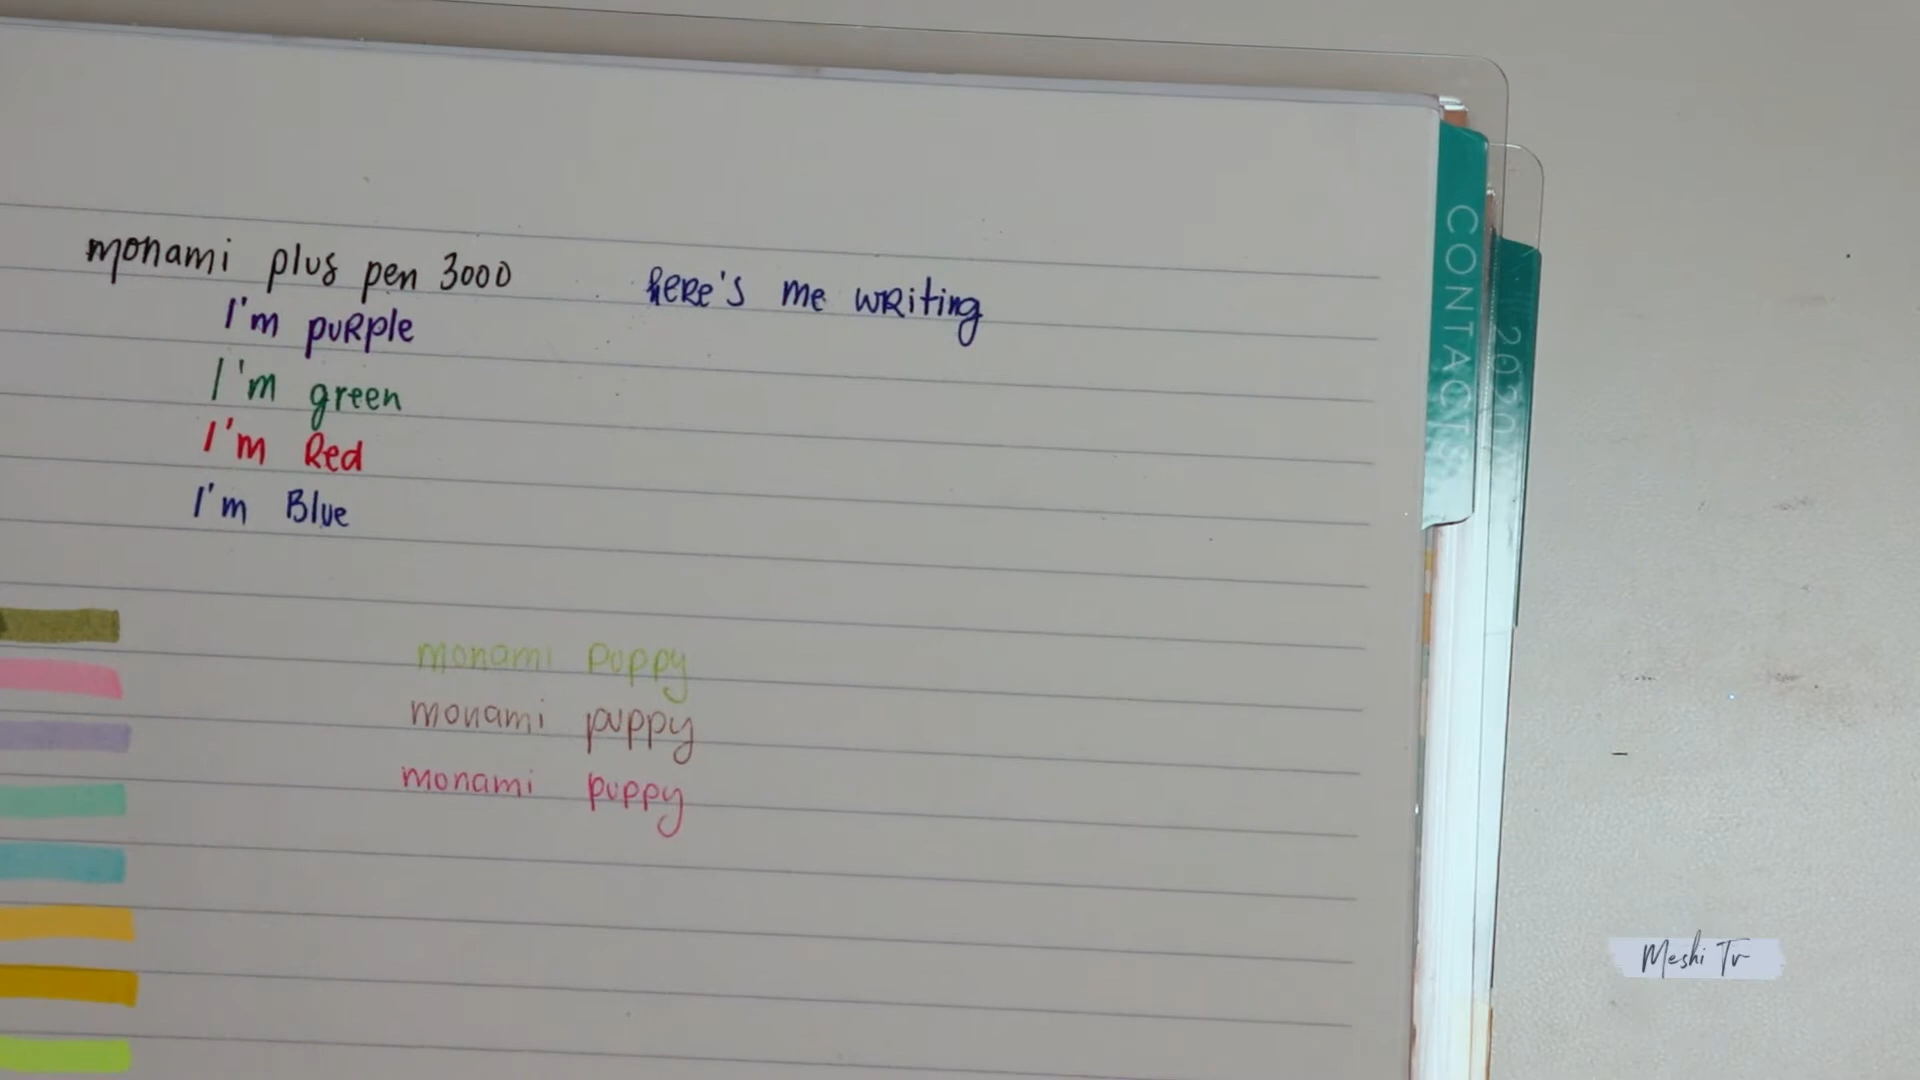 monami plus pen 3000
here's me writing
I'm purple
I'm green
I'm Red
I'm Blue
monami puppy
monami puppy
monami puppy
CONTACTS
2020
Meshi Tv